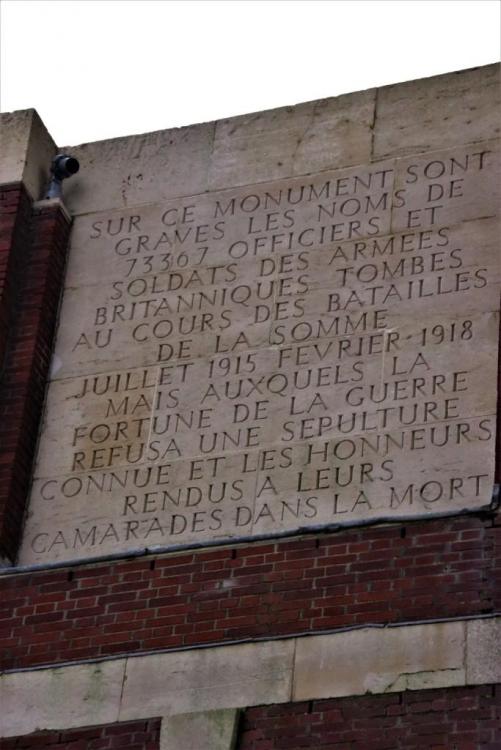 SUR CE MONUMENT SONT
GRAVES LES NOMS DE
73367 OFFICIERS ET
SOLDATS DES ARMEES
BRITANNIQUES TOMBES
AU COURS DES BATAILLES
DE LA SOMME
JUILLET 1915 FEVRIER 1918
MAIS AUXQUELS LA
FORTUNE DE LA GUERRE
REFUSA UNE SEPULTURE
CONNUE ET LES HONNEURS
RENDUS A LEURS
CAMARADES DANS LA MORT